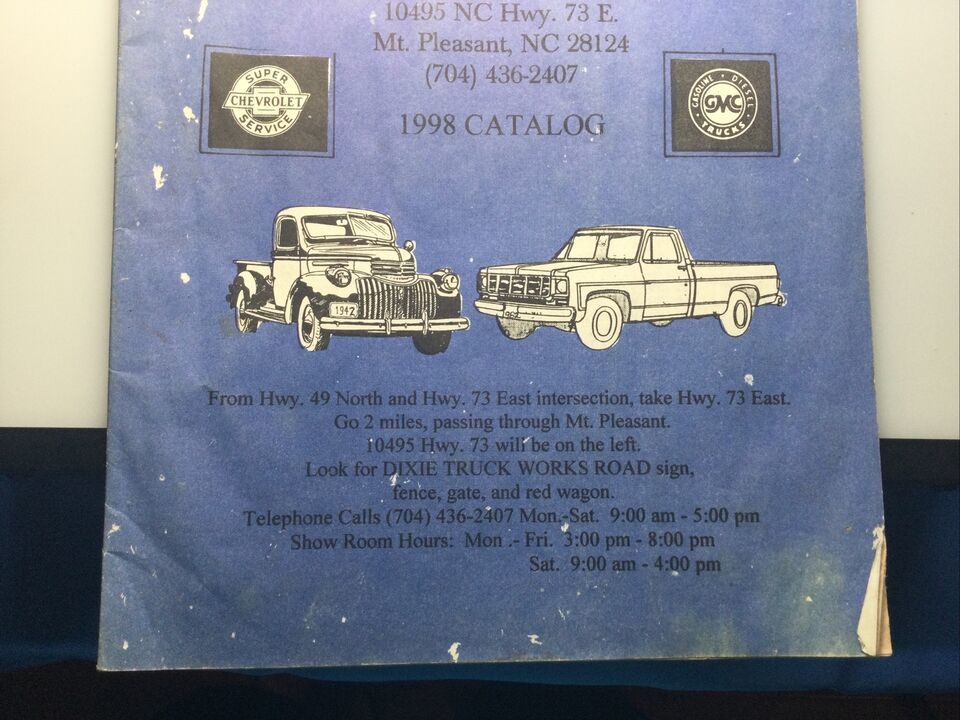 10495 NC Hwy. 73 E.
Mt. Pleasant, NC 28124
(704) 436-2407
SUPER
CHEVROLET
SERVICE
GASOLINE • DIESEL
GMC
• TRUCKS •
1998 CATALOG
1942
From Hwy. 49 North and Hwy. 73 East intersection, take Hwy. 73 East.
Go 2 miles, passing through Mt. Pleasant.
10495 Hwy. 73 will be on the left.
Look for DIXIE TRUCK WORKS ROAD sign,
fence, gate, and red wagon.
Telephone Calls (704) 436-2407 Mon.-Sat. 9:00 am - 5:00 pm
Show Room Hours: Mon .- Fri. 3:00 pm - 8:00 pm
Sat. 9:00 am - 4:00 pm